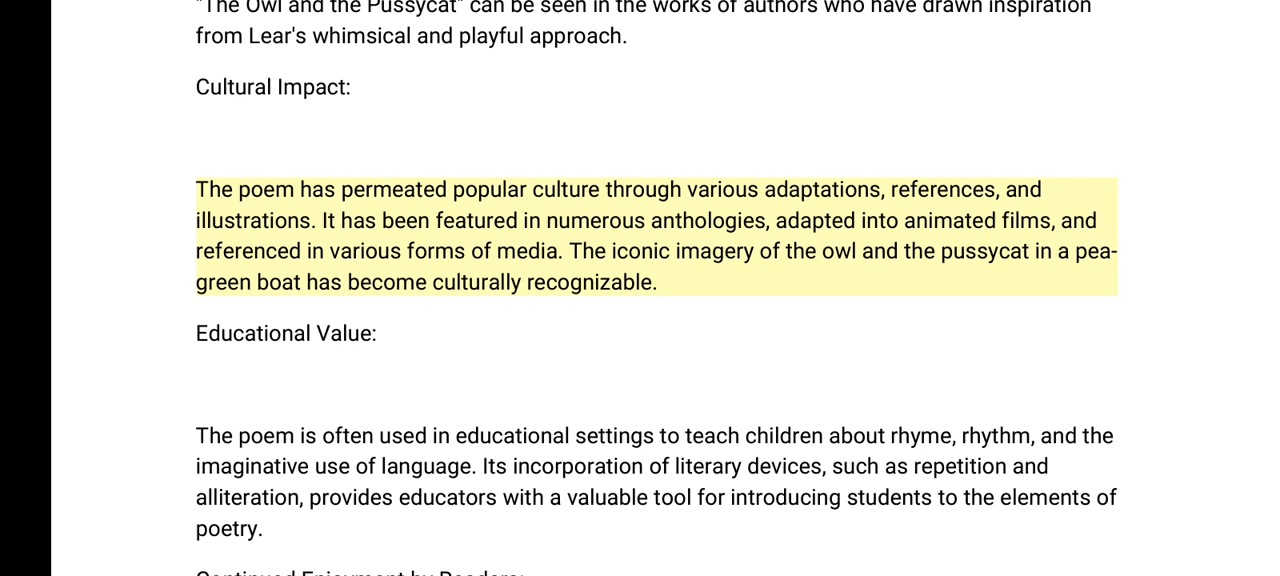 "The Owl and the Pussycat" can be seen in the works of authors who have drawn inspiration
from Lear's whimsical and playful approach.
Cultural Impact:
The poem has permeated popular culture through various adaptations, references, and
illustrations. It has been featured in numerous anthologies, adapted into animated films, and
referenced in various forms of media. The iconic imagery of the owl and the pussycat in a pea-
green boat has become culturally recognizable.
Educational Value:
The poem is often used in educational settings to teach children about rhyme, rhythm, and the
imaginative use of language. Its incorporation of literary devices, such as repetition and
alliteration, provides educators with a valuable tool for introducing students to the elements of
poetry.
Continued Enjoyment by Readers: